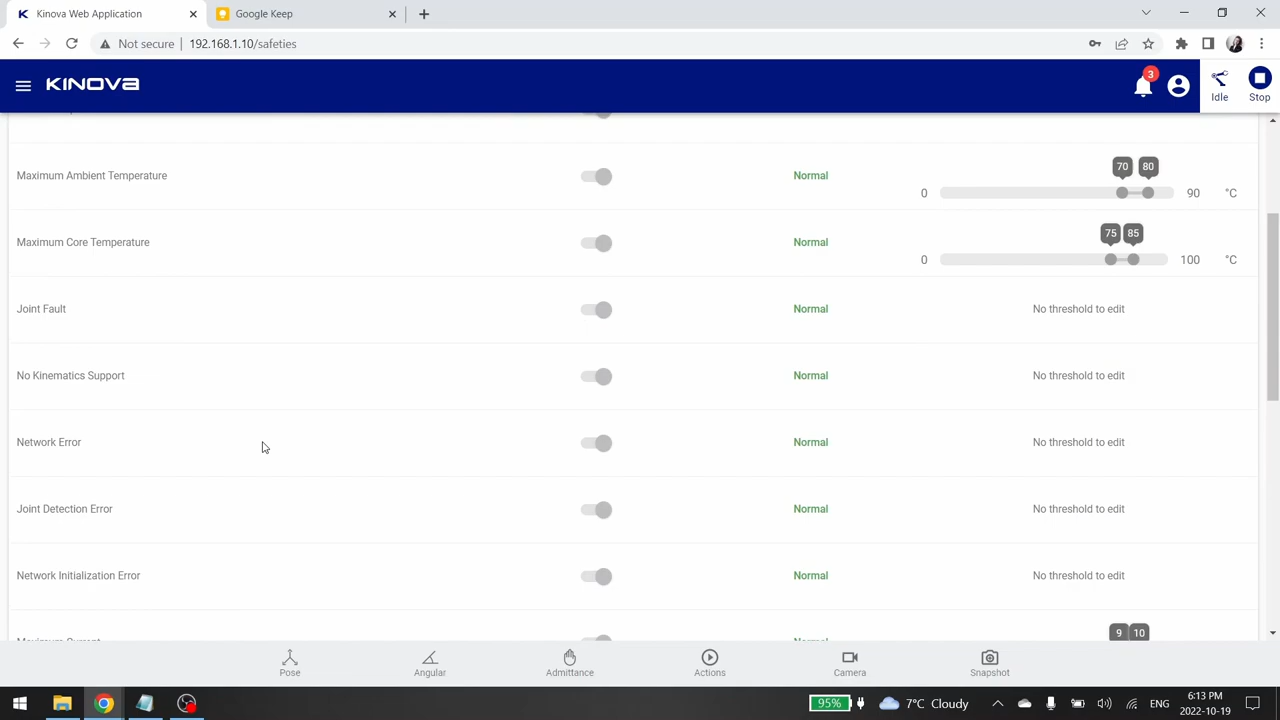 Kinova Web Application
Google Keep
Not secure
192.168.1.10/safeties
KINOVA
3
Idle
Stop
Maximum Ambient Temperature
Normal
70
80
0
90
°C
Maximum Core Temperature
Normal
75
85
0
100
°C
Joint Fault
Normal
No threshold to edit
No Kinematics Support
Normal
No threshold to edit
Network Error
Normal
No threshold to edit
Joint Detection Error
Normal
No threshold to edit
Network Initialization Error
Normal
No threshold to edit
Maximum Current
Normal
9
10
Pose
Angular
Admittance
Actions
Camera
Snapshot
95%
7°C Cloudy
ENG
6:13 PM
2022-10-19